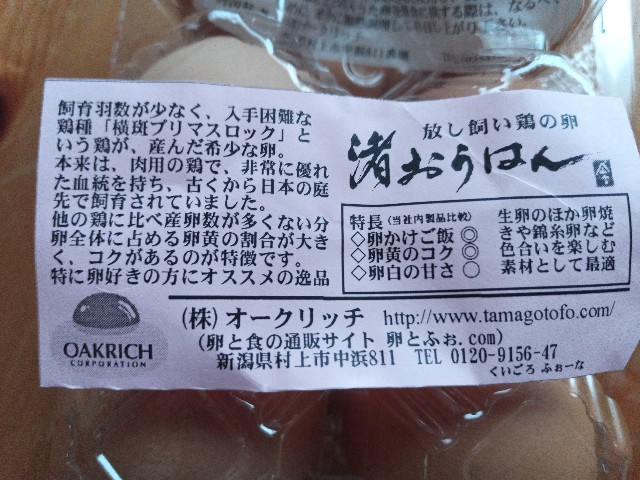 飼育羽数が少なく、入手困難な
鶏種「横斑プリマスロック」と
いう鶏が、産んだ希少な卵。
本来は、肉用の鶏で、非常に優れ
た血統を持ち、古くから日本の庭
先で飼育されていました。
他の鶏に比べ産卵数が多くない分
卵全体に占める卵黄の割合が大き
く、コクがあるのが特徴です。
特に卵好きの方にオススメの逸品
放し飼い鶏の卵
渚おうはん
特長(当社内製品比較)
◇卵かけご飯 ◎
◇卵黄のコク ◎
◇卵白の甘さ ○
生卵のほか卵焼
きや錦糸卵など
色合いを楽しむ
素材として最適
OAKRICH
CORPORATION
(株)オークリッチ http://www.tamagotofo.com/
(卵と食の通販サイト 卵とふぉ.com)
新潟県村上市中浜811 TEL 0120-9156-47
くいごろ ふぉーな